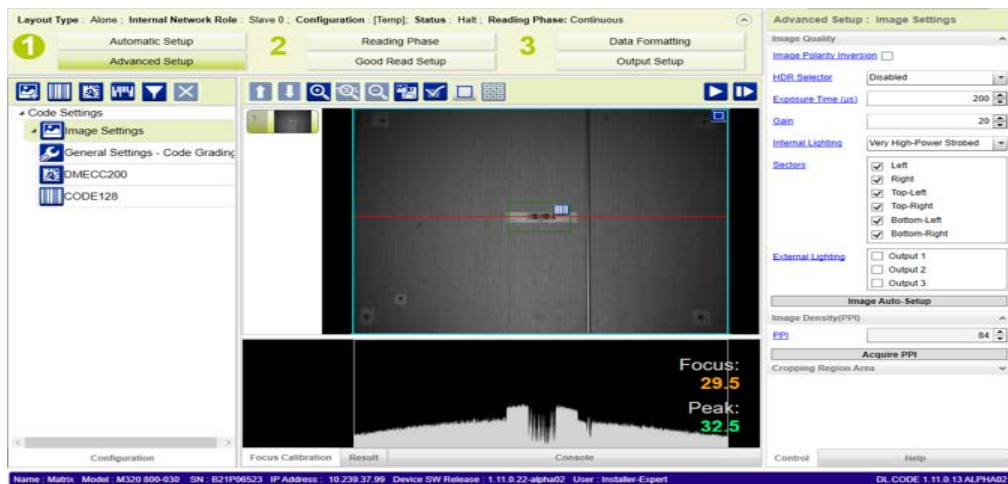 Layout Type : Alone ; Internal Network Role : Slave 0 ; Configuration : [Temp]; Status : Halt ; Reading Phase: Continuous
1
Automatic Setup
Advanced Setup
2
Reading Phase
Good Read Setup
3
Data Formatting
Output Setup
Code Settings
Image Settings
General Settings - Code Grading
DMECC200
CODE128
Configuration
1
Focus:
29.5
Peak:
32.5
Focus Calibration
Result
Console
Advanced Setup : Image Settings
Image Quality
Image Polarity Inversion
HDR Selector Disabled
Exposure Time (us) 200
Gain 20
Internal Lighting Very High-Power Strobed
Sectors Left
Right
Top-Left
Top-Right
Bottom-Left
Bottom-Right
External Lighting Output 1
Output 2
Output 3
Image Auto-Setup
Image Density(PPI)
PPI 84
Acquire PPI
Cropping Region Area
Control
Help
Name : Matrix Model : M320 800-030 SN : B21P06523 IP Address : 10.239.37.99 Device SW Release : 1.11.0.22-alpha02 User : Installer-Expert DL.CODE 1.11.0.13 ALPHA02